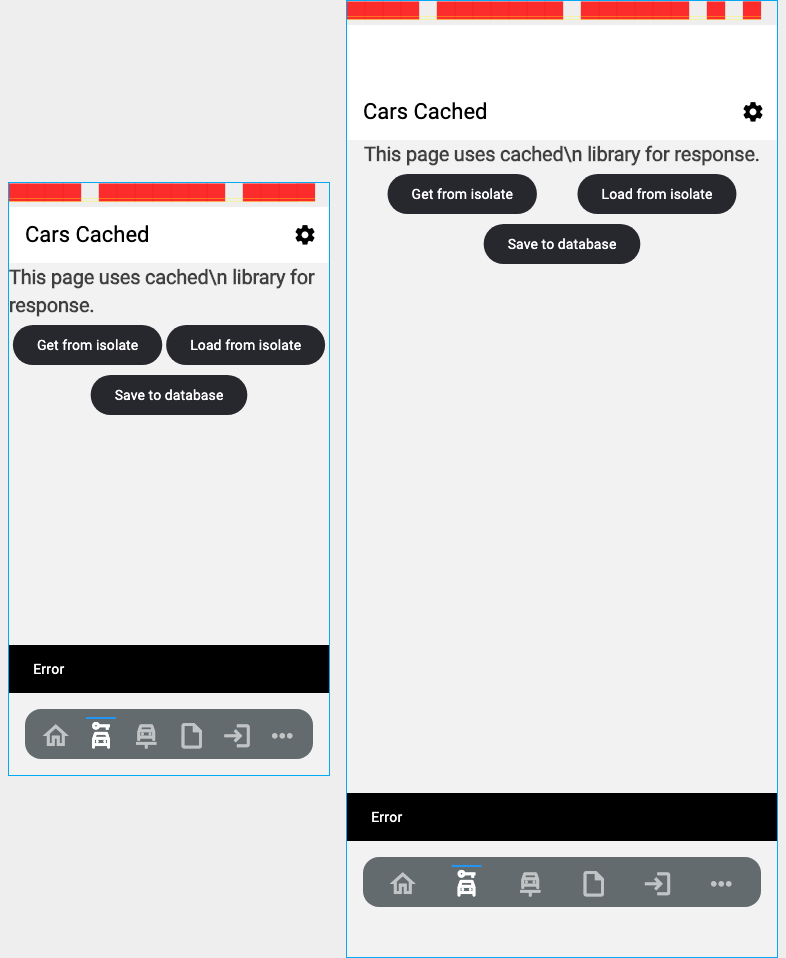 Cars Cached
This page uses cached\n library for
response.
Get from isolate
Load from isolate
Save to database
Error
Cars Cached
This page uses cached\n library for response.
Get from isolate
Load from isolate
Save to database
Error